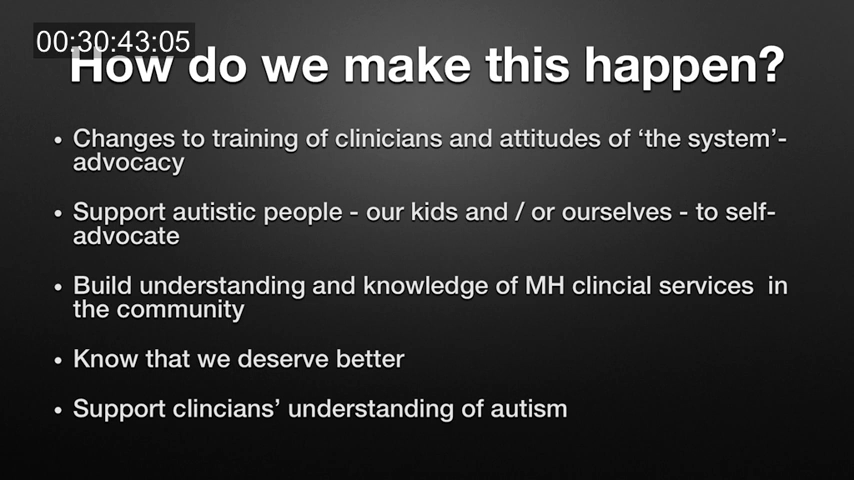 00:30:43:05
How do we make this happen?
• Changes to training of clinicians and attitudes of ‘the system’-
advocacy
• Support autistic people - our kids and / or ourselves - to self-
advocate
• Build understanding and knowledge of MH clincial services  in
the community
• Know that we deserve better
• Support clincians’ understanding of autism